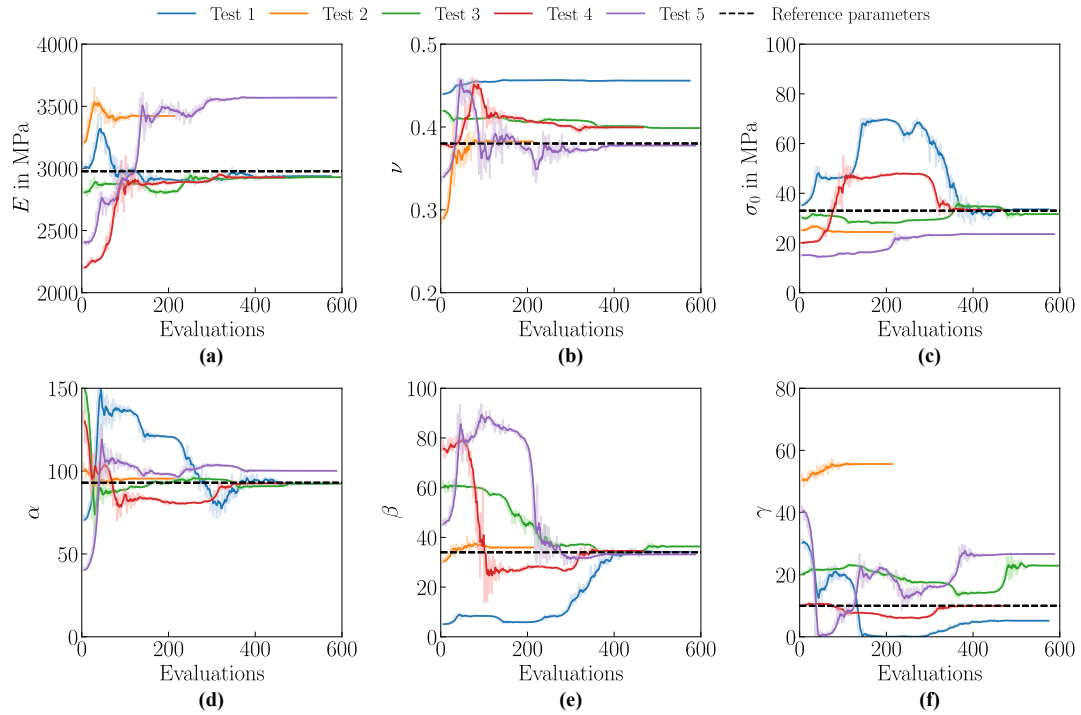 Test 1 Test 2 Test 3 Test 4 Test 5 Reference parameters
4000
3500
3000
2500
2000
E in MPa
0 200 400 600
Evaluations
(a)
0.5
0.4
0.3
0.2
ν
0 200 400 600
Evaluations
(b)
100
80
60
40
20
0
σ0 in MPa
0 200 400 600
Evaluations
(c)
150
100
50
0
α
0 200 400 600
Evaluations
(d)
100
80
60
40
20
0
β
0 200 400 600
Evaluations
(e)
80
60
40
20
0
γ
0 200 400 600
Evaluations
(f)